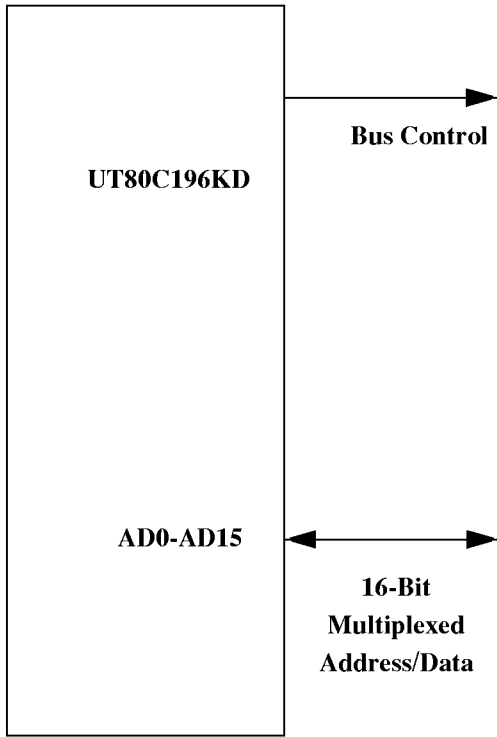 Bus Control
UT80C196KD
AD0-AD15
16-Bit
Multiplexed
Address/Data